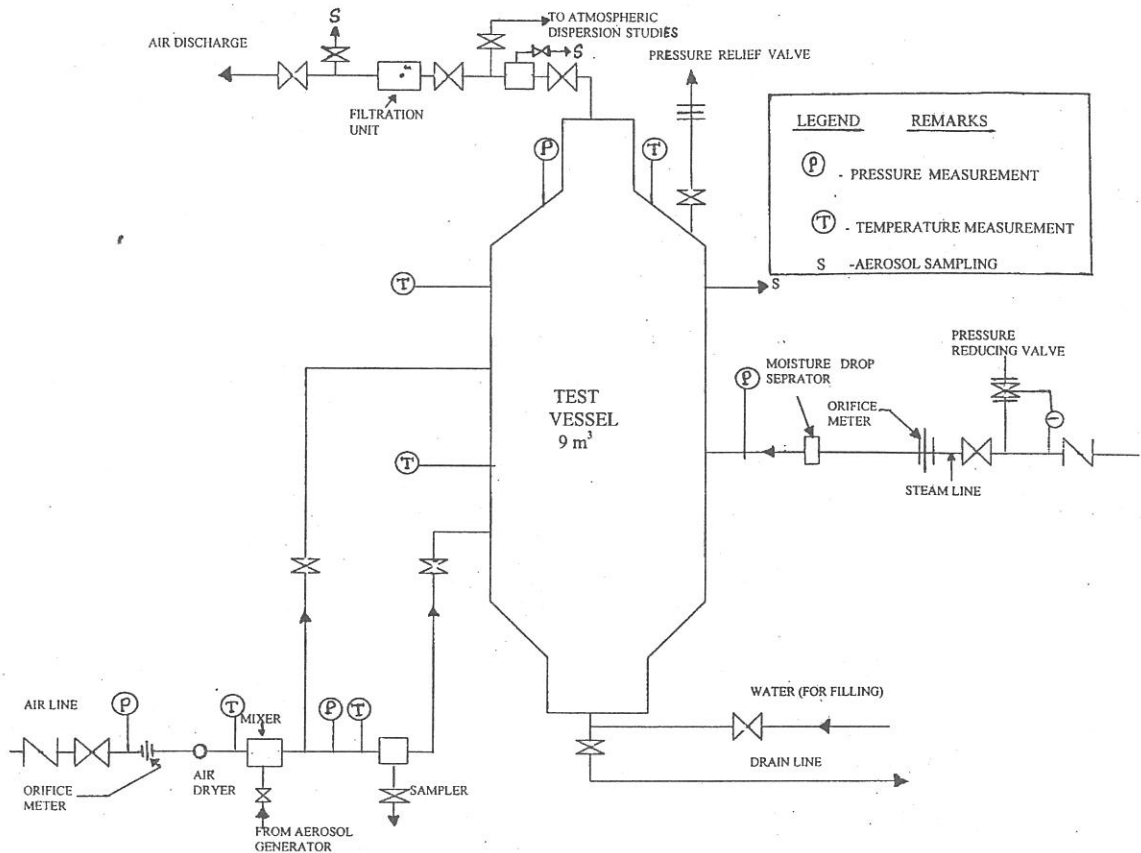 S
TO ATMOSPHERIC
DISPERSION STUDIES
AIR DISCHARGE
S
PRESSURE RELIEF VALVE
FILTRATION
UNIT
LEGEND REMARKS
P - PRESSURE MEASUREMENT
T - TEMPERATURE MEASUREMENT
S -AEROSOL SAMPLING
P
T
T
S
PRESSURE
REDUCING VALVE
MOISTURE DROP
SEPRATOR
P
ORIFICE
METER
TEST
VESSEL
9 m³
T
STEAM LINE
WATER (FOR FILLING)
DRAIN LINE
AIR LINE
P
T
MIXER
P
T
ORIFICE
METER
AIR
DRYER
SAMPLER
FROM AEROSOL
GENERATOR